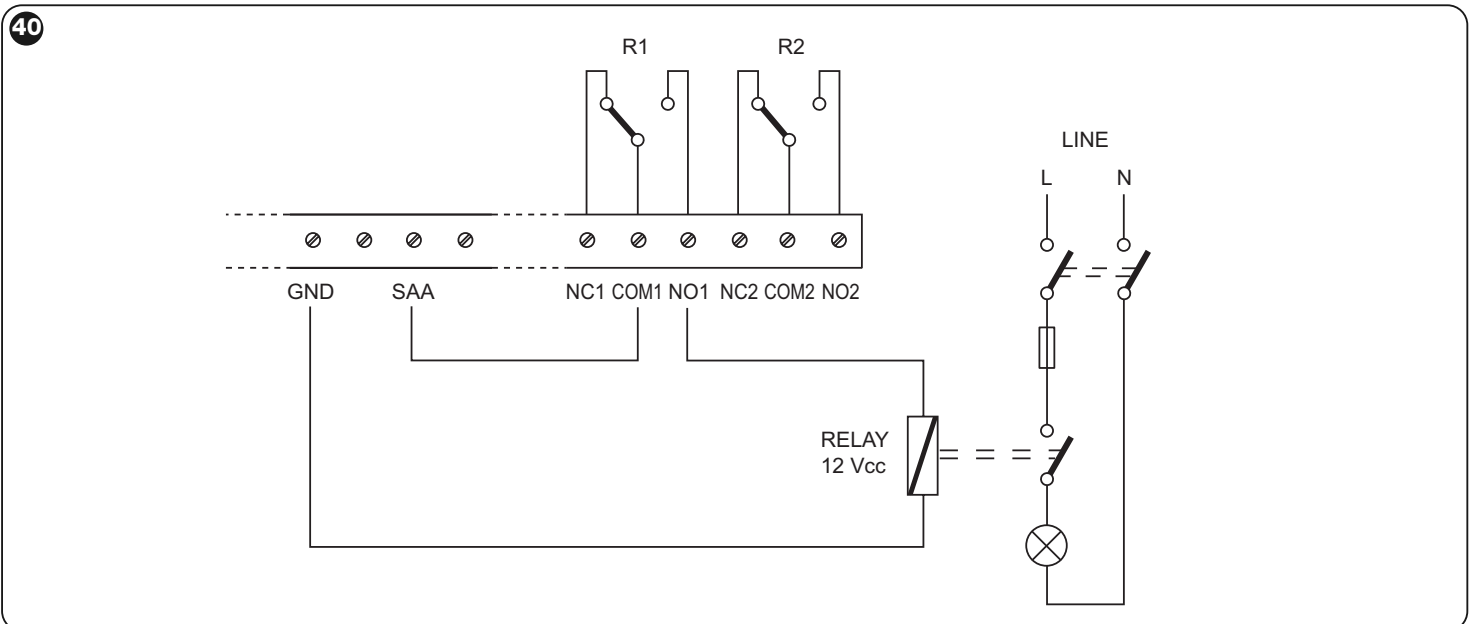 40
R1 R2
LINE
L N
GND SAA NC1 COM1 NO1 NC2 COM2 NO2
RELAY
12 Vcc